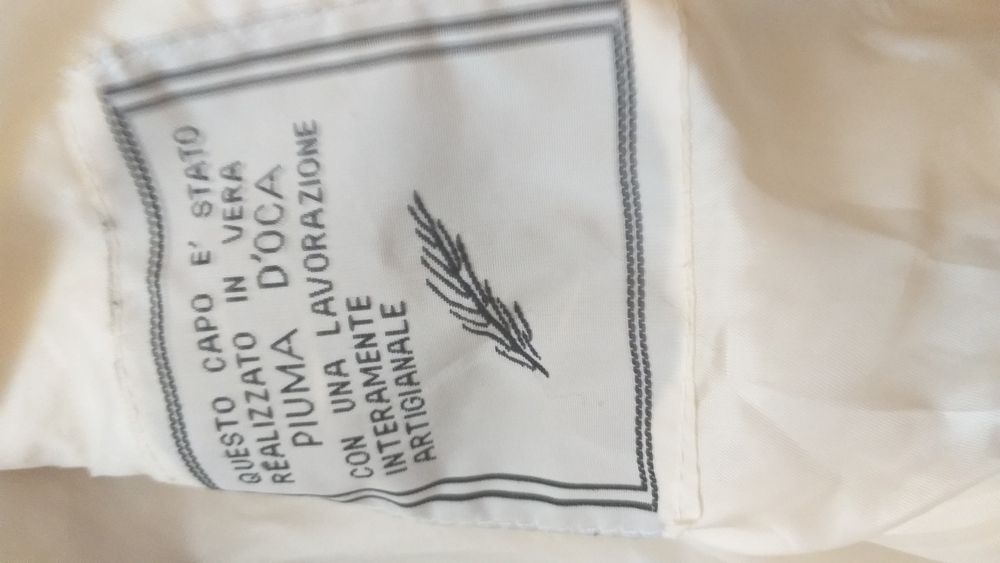 QUESTO CAPO E' STATO
REALIZZATO IN VERA
PIUMA D'OCA
CON UNA LAVORAZIONE
INTERAMENTE
ARTIGIANALE